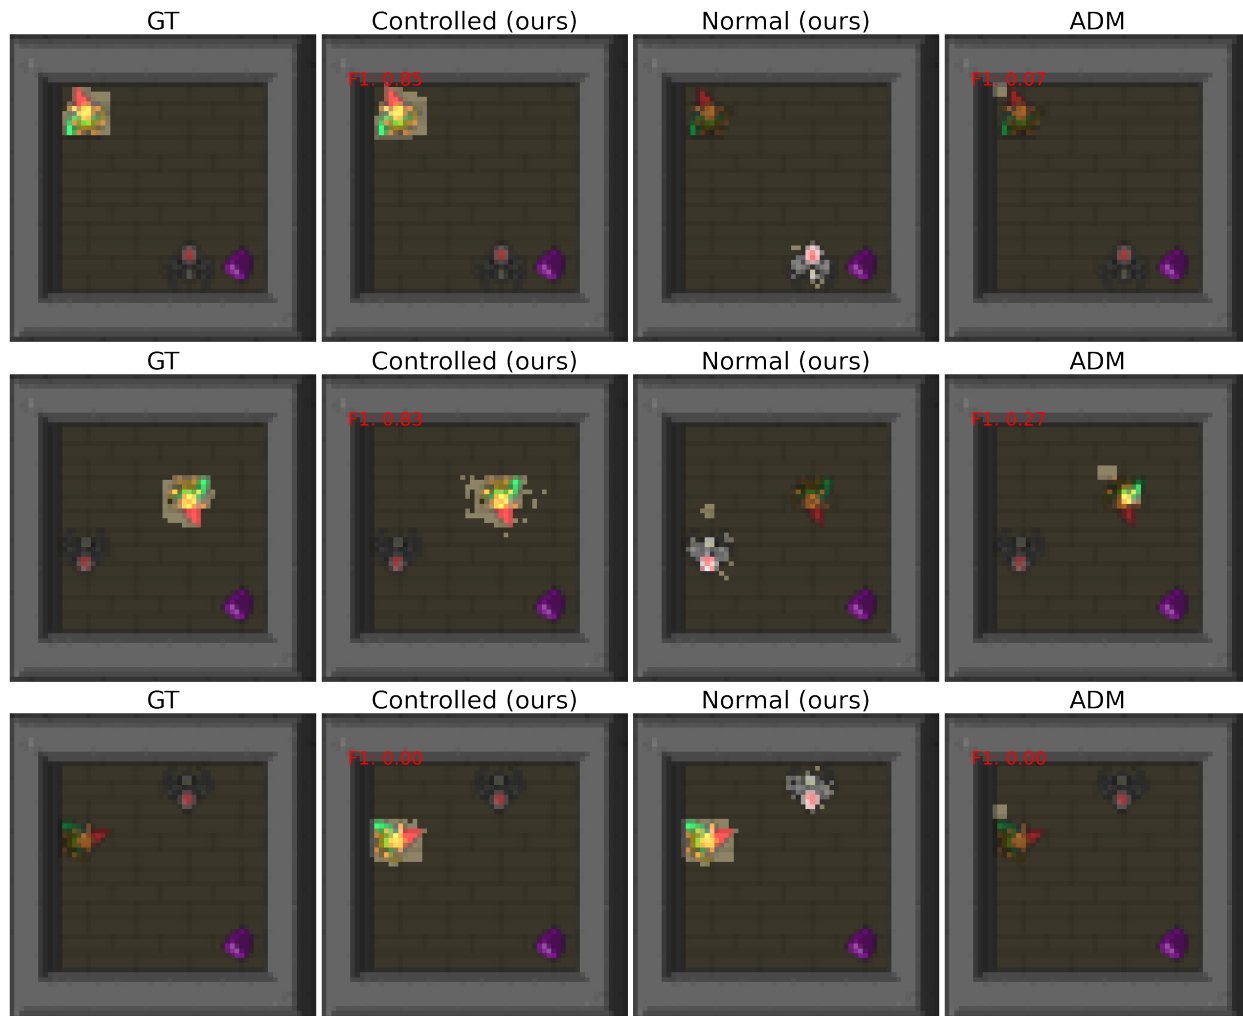 GT
Controlled (ours)
Normal (ours)
ADM
F1: 0.85
F1: 0.07
GT
Controlled (ours)
Normal (ours)
ADM
F1: 0.83
F1: 0.27
GT
Controlled (ours)
Normal (ours)
ADM
F1: 0.00
F1: 0.00